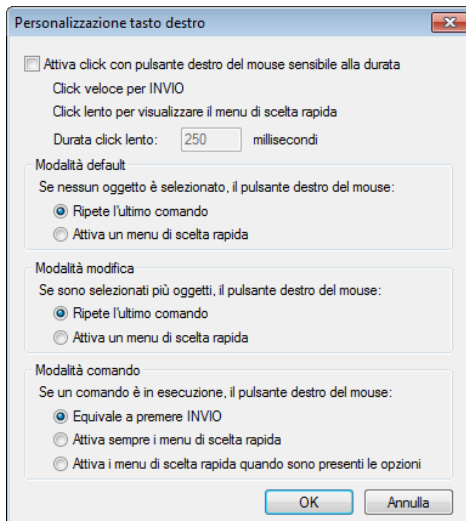 Personalizzazione tasto destro
Attiva click con pulsante destro del mouse sensibile alla durata
Click veloce per INVIO
Click lento per visualizzare il menu di scelta rapida
Durata click lento: 250 millisecondi
Modalità default
Se nessun oggetto è selezionato, il pulsante destro del mouse:
Ripete l'ultimo comando
Attiva un menu di scelta rapida
Modalità modifica
Se sono selezionati più oggetti, il pulsante destro del mouse:
Ripete l'ultimo comando
Attiva un menu di scelta rapida
Modalità comando
Se un comando è in esecuzione, il pulsante destro del mouse:
Equivale a premere INVIO
Attiva sempre i menu di scelta rapida
Attiva i menu di scelta rapida quando sono presenti le opzioni
OK Annulla